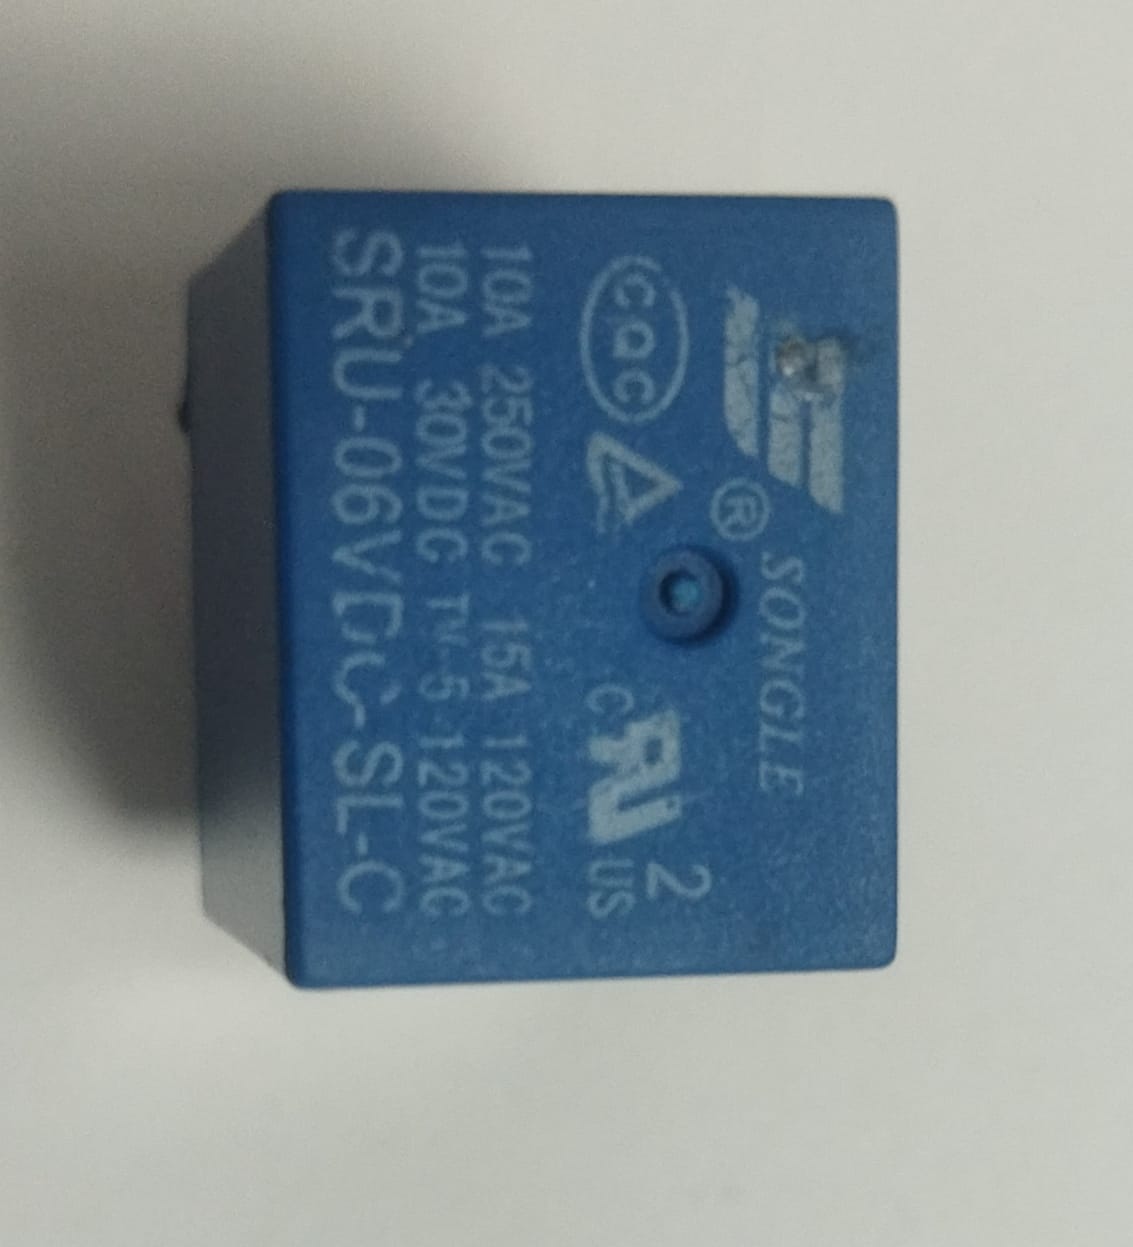 ® SONGLE
cqc c US 2
10A 250VAC 15A 120VAC
10A 30VDC TV-5 120VAC
SRU-06VDC-SL-C